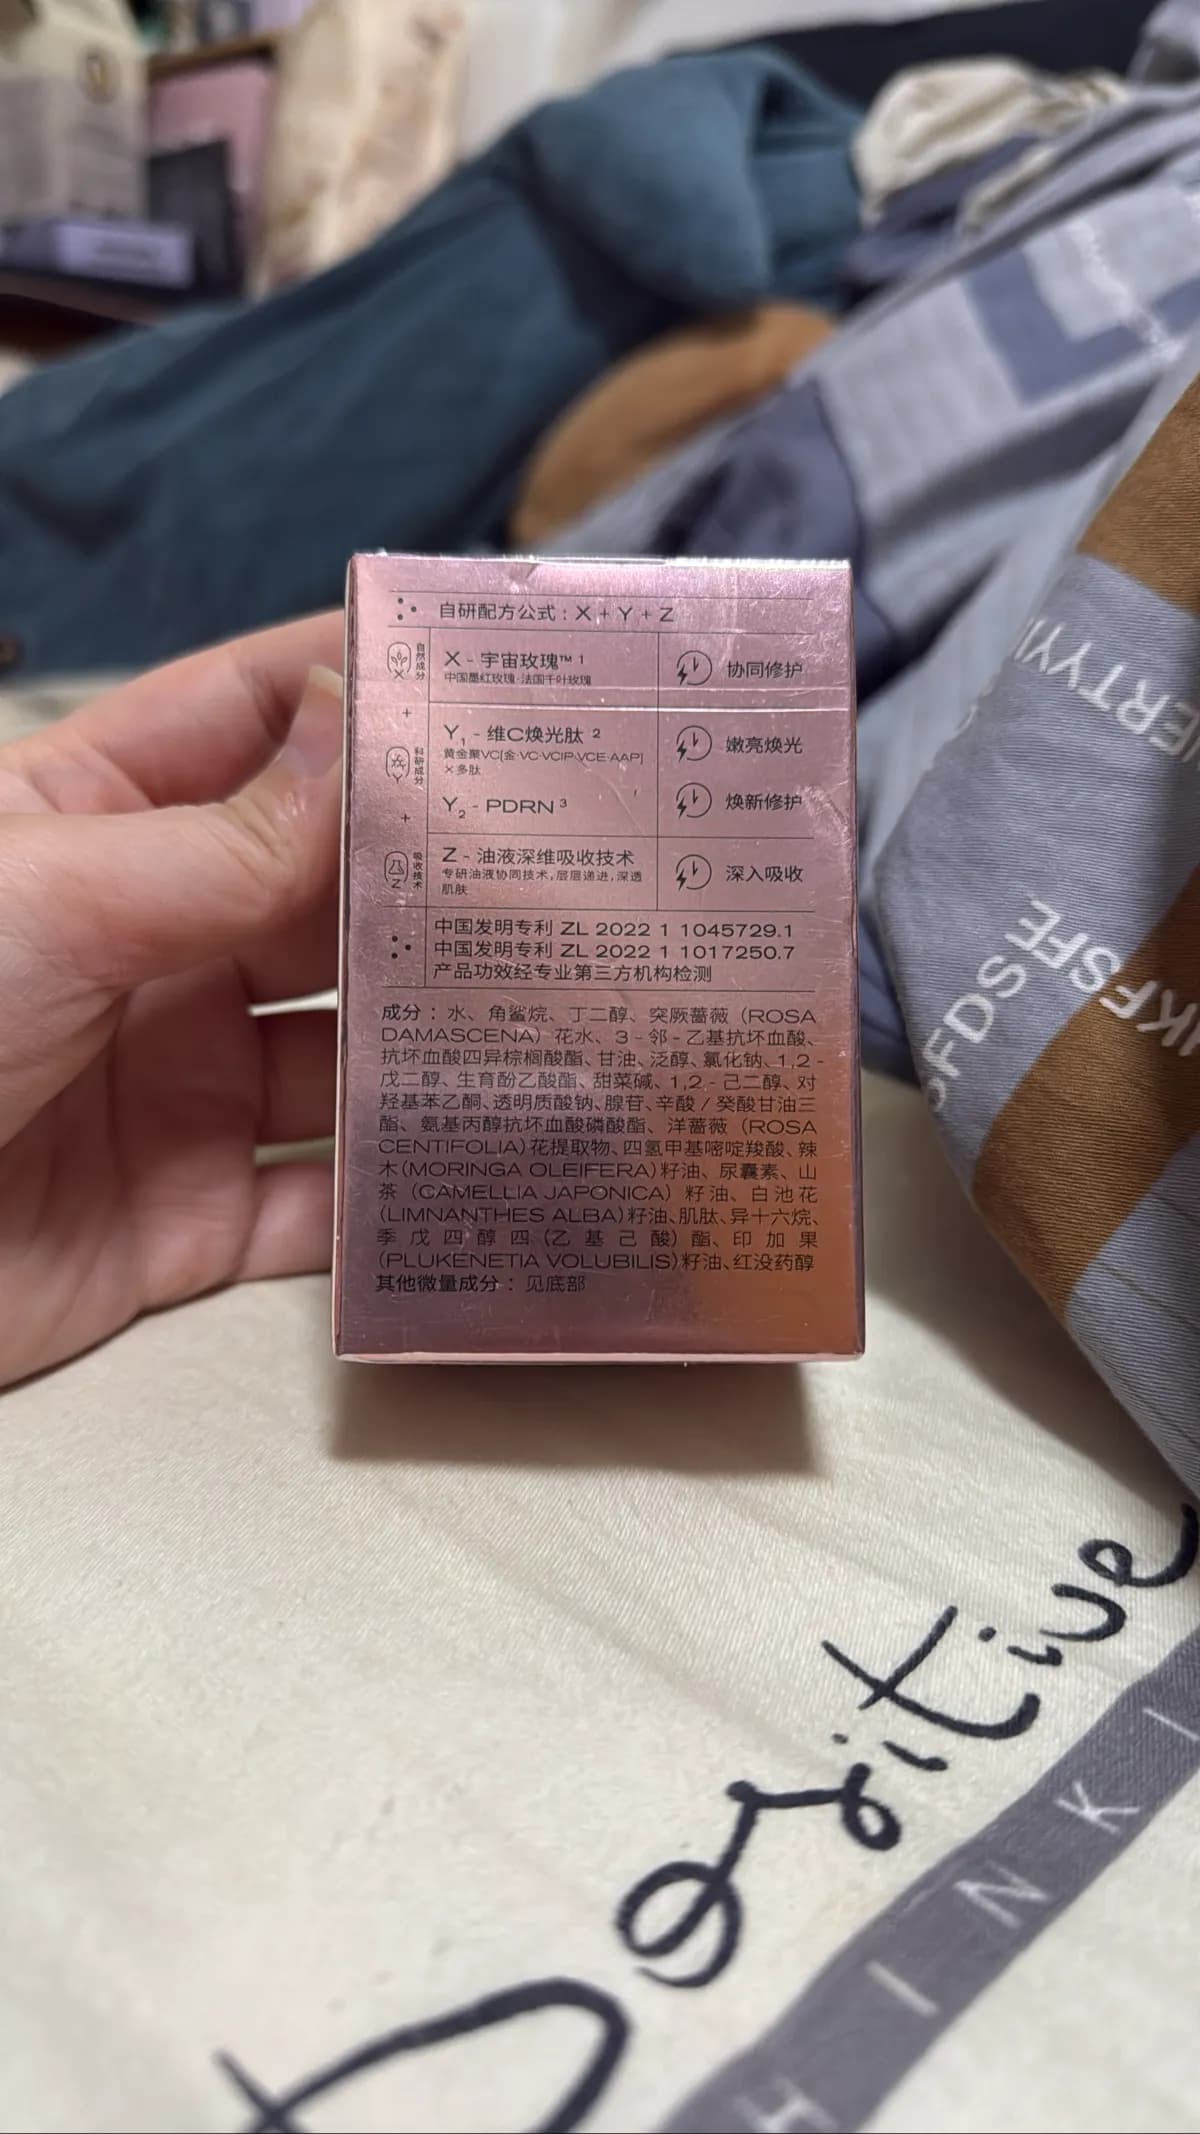 自研配方公式：X + Y + Z
自然成分
X
X - 宇宙玫瑰™ 1
中国墨红玫瑰·法国千叶玫瑰
协同修护
+
科研成分
Y
Y1 - 维C焕光肽 2
黄金聚VC[金·VC·VCIP·VCE·AAP]
×多肽
嫩亮焕光
Y2 - PDRN 3
焕新修护
+
吸收技术
Z
Z - 油液深维吸收技术
专研油液协同技术，层层递进，深透
肌肤
深入吸收
中国发明专利 ZL 2022 1 1045729.1
中国发明专利 ZL 2022 1 1017250.7
产品功效经专业第三方机构检测
成分：水、角鲨烷、丁二醇、突厥蔷薇（ROSA
DAMASCENA）花水、3 - 邻 - 乙基抗坏血酸、
抗坏血酸四异棕榈酸酯、甘油、泛醇、氯化钠、1,2 -
戊二醇、生育酚乙酸酯、甜菜碱、1,2 - 己二醇、对
羟基苯乙酮、透明质酸钠、腺苷、辛酸 / 癸酸甘油三
酯、氨基丙醇抗坏血酸磷酸酯、洋蔷薇（ROSA
CENTIFOLIA）花提取物、四氢甲基嘧啶羧酸、辣
木（MORINGA OLEIFERA）籽油、尿囊素、山
茶（CAMELLIA JAPONICA）籽油、白池花
（LIMNANTHES ALBA）籽油、肌肽、异十六烷、
季戊四醇四（乙基己酸）酯、印加果
（PLUKENETIA VOLUBILIS）籽油、红没药醇
其他微量成分：见底部
Positive
HINKI